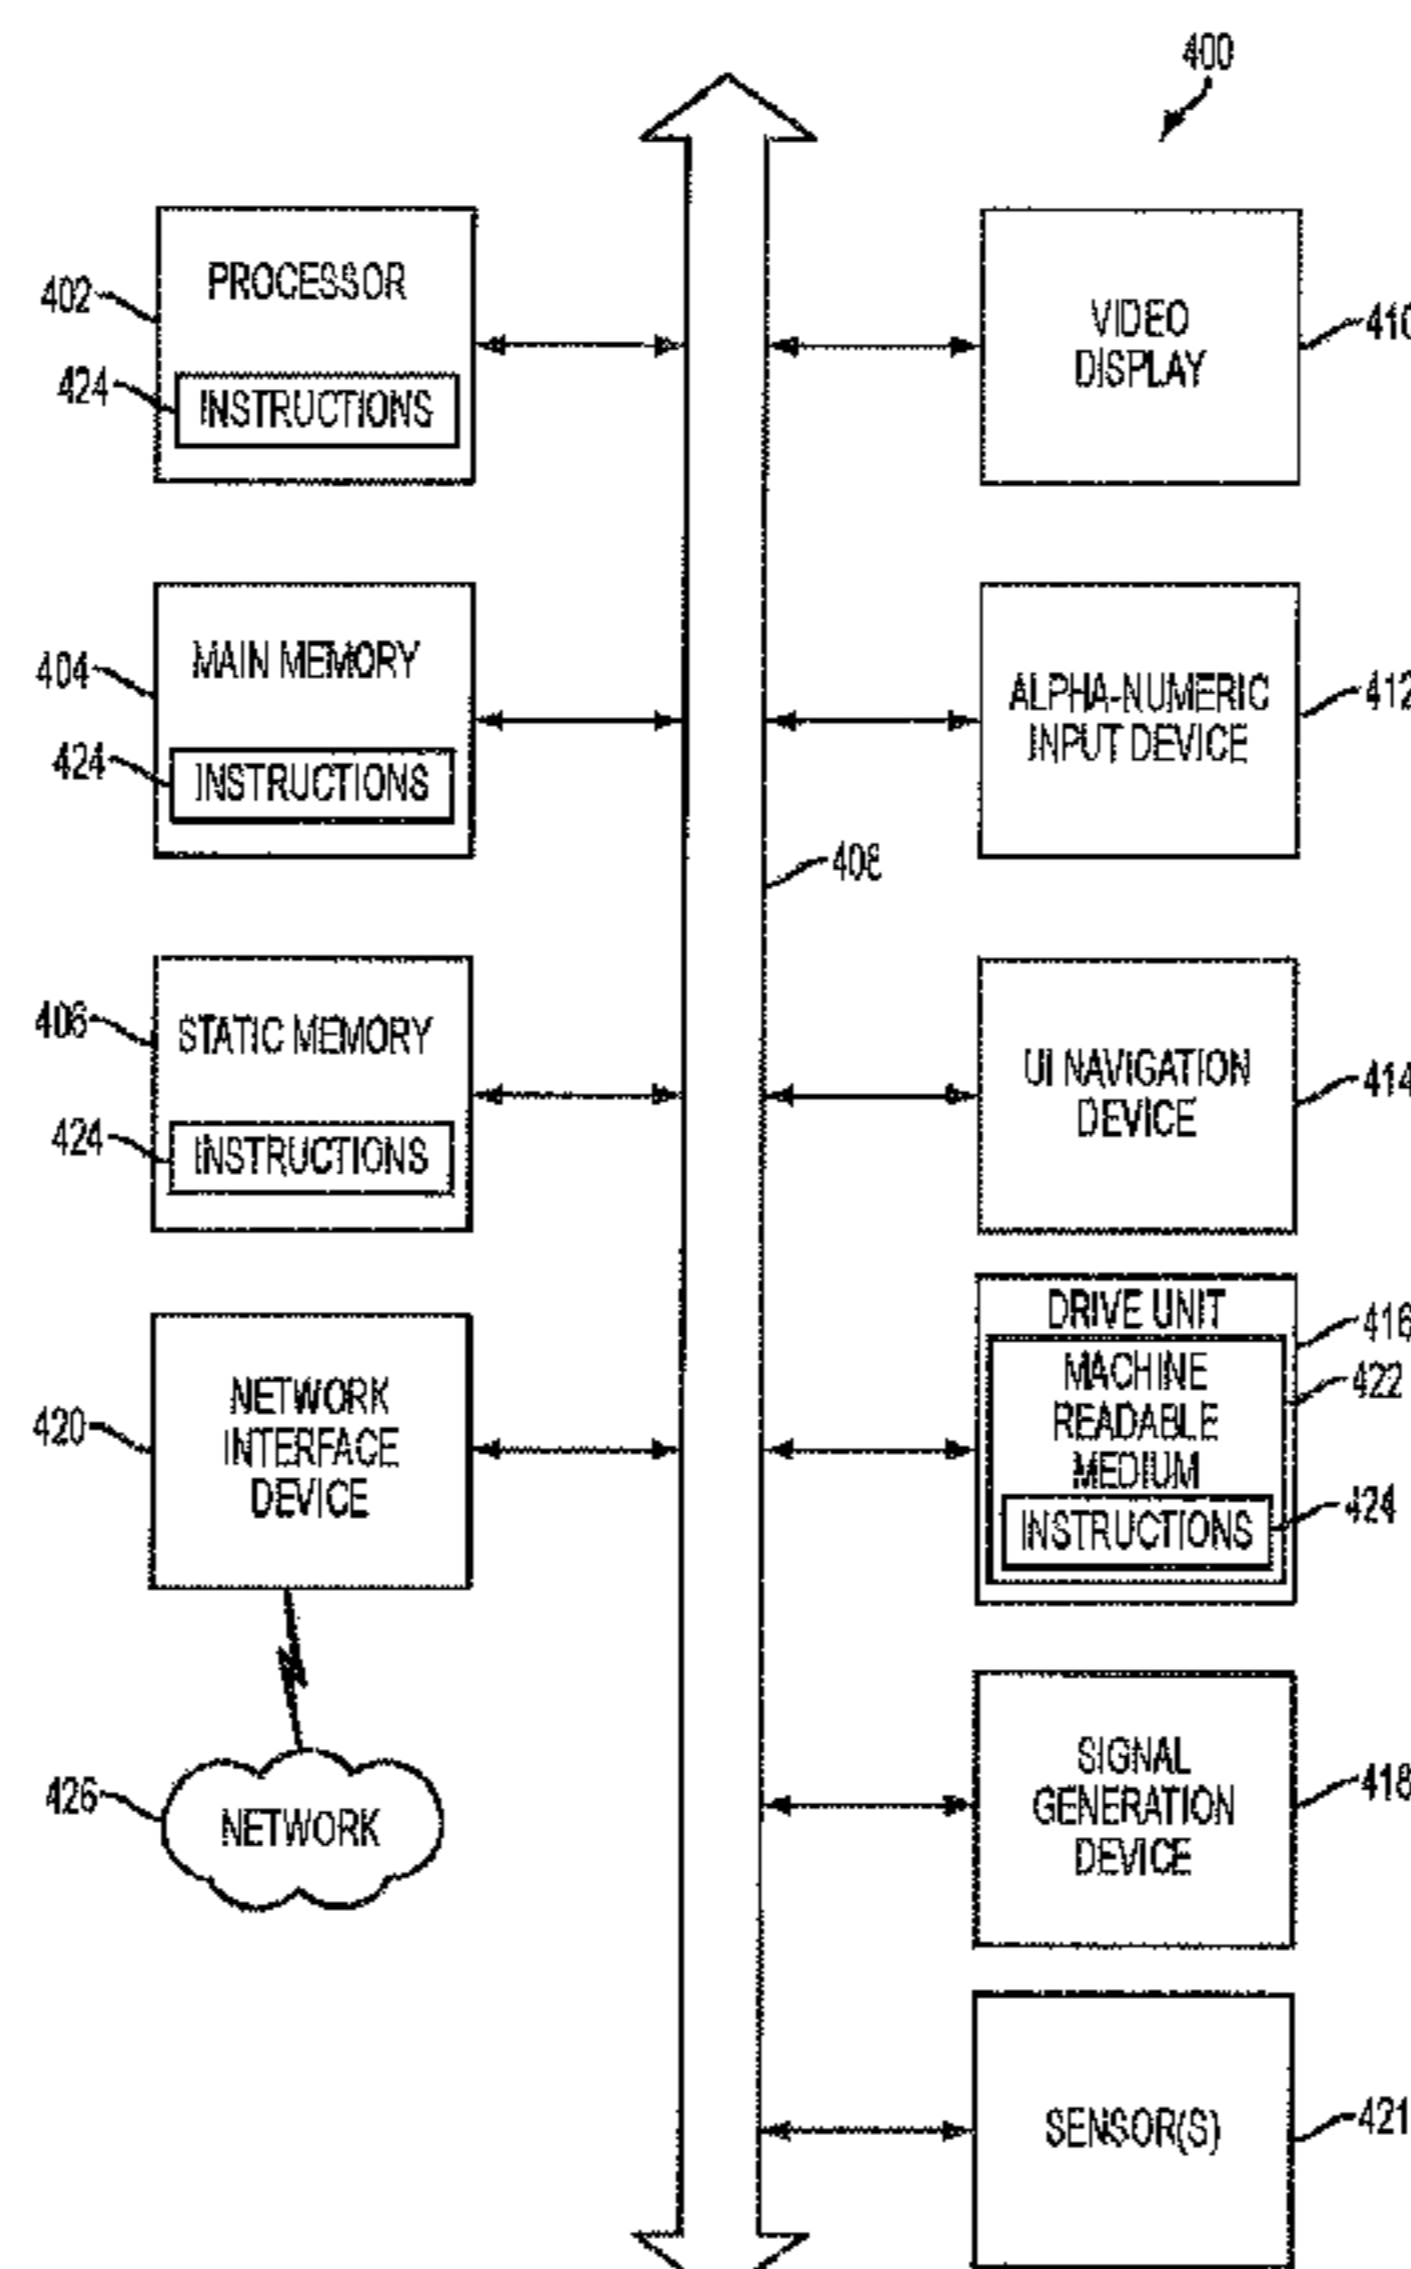 400
PROCESSOR
402
424
INSTRUCTIONS
VIDEO
DISPLAY
410
MAIN MEMORY
404
424
INSTRUCTIONS
ALPHA-NUMERIC
INPUT DEVICE
412
408
STATIC MEMORY
406
424
INSTRUCTIONS
UI NAVIGATION
DEVICE
414
NETWORK
INTERFACE
DEVICE
420
DRIVE UNIT
416
MACHINE
READABLE
MEDIUM
422
INSTRUCTIONS
424
426
NETWORK
SIGNAL
GENERATION
DEVICE
418
SENSOR(S)
421